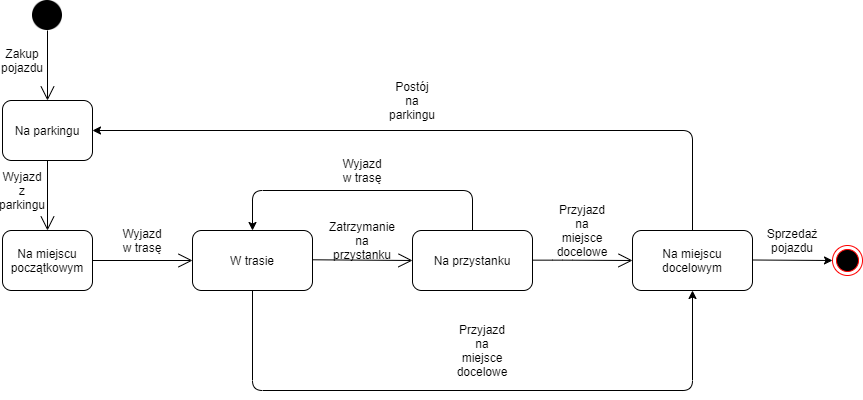 Zakup
pojazdu
Postój
na
parkingu
Na parkingu
Wyjazd
z
parkingu
Wyjazd
w trasę
Wyjazd
w trasę
Zatrzymanie
na
przystanku
Przyjazd
na
miejsce
docelowe
Sprzedaż
pojazdu
Na miejscu
początkowym
W trasie
Na przystanku
Na miejscu
docelowym
Przyjazd
na
miejsce
docelowe